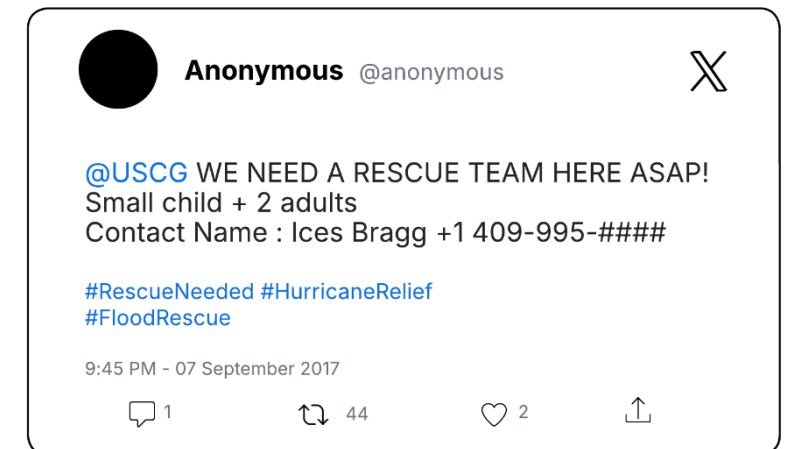 Anonymous @anonymous
@USCG WE NEED A RESCUE TEAM HERE ASAP!
Small child + 2 adults
Contact Name : Ices Bragg +1 409-995-####
#RescueNeeded #HurricaneRelief
#FloodRescue
9:45 PM - 07 September 2017
1 44 2